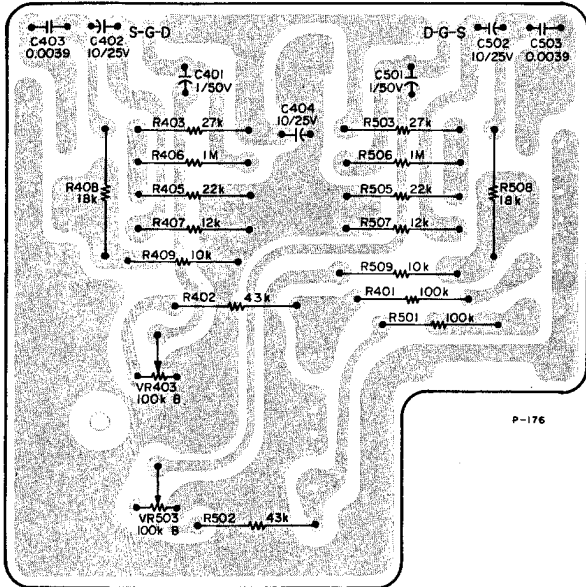 C403
0.0039
C402
10/25V
S-G-D
D-G-S
C502
10/25V
C503
0.0039
C401
1/50V
C501
1/50V
C404
10/25V
R403 27k
R503 27k
R406 1M
R506 1M
R408
18k
R405 22k
R505 22k
R508
18k
R407 12k
R507 12k
R409 10k
R509 10k
R402 43k
R401 100k
R501 100k
VR403
100k B
P-176
VR503
100k B
R502 43k